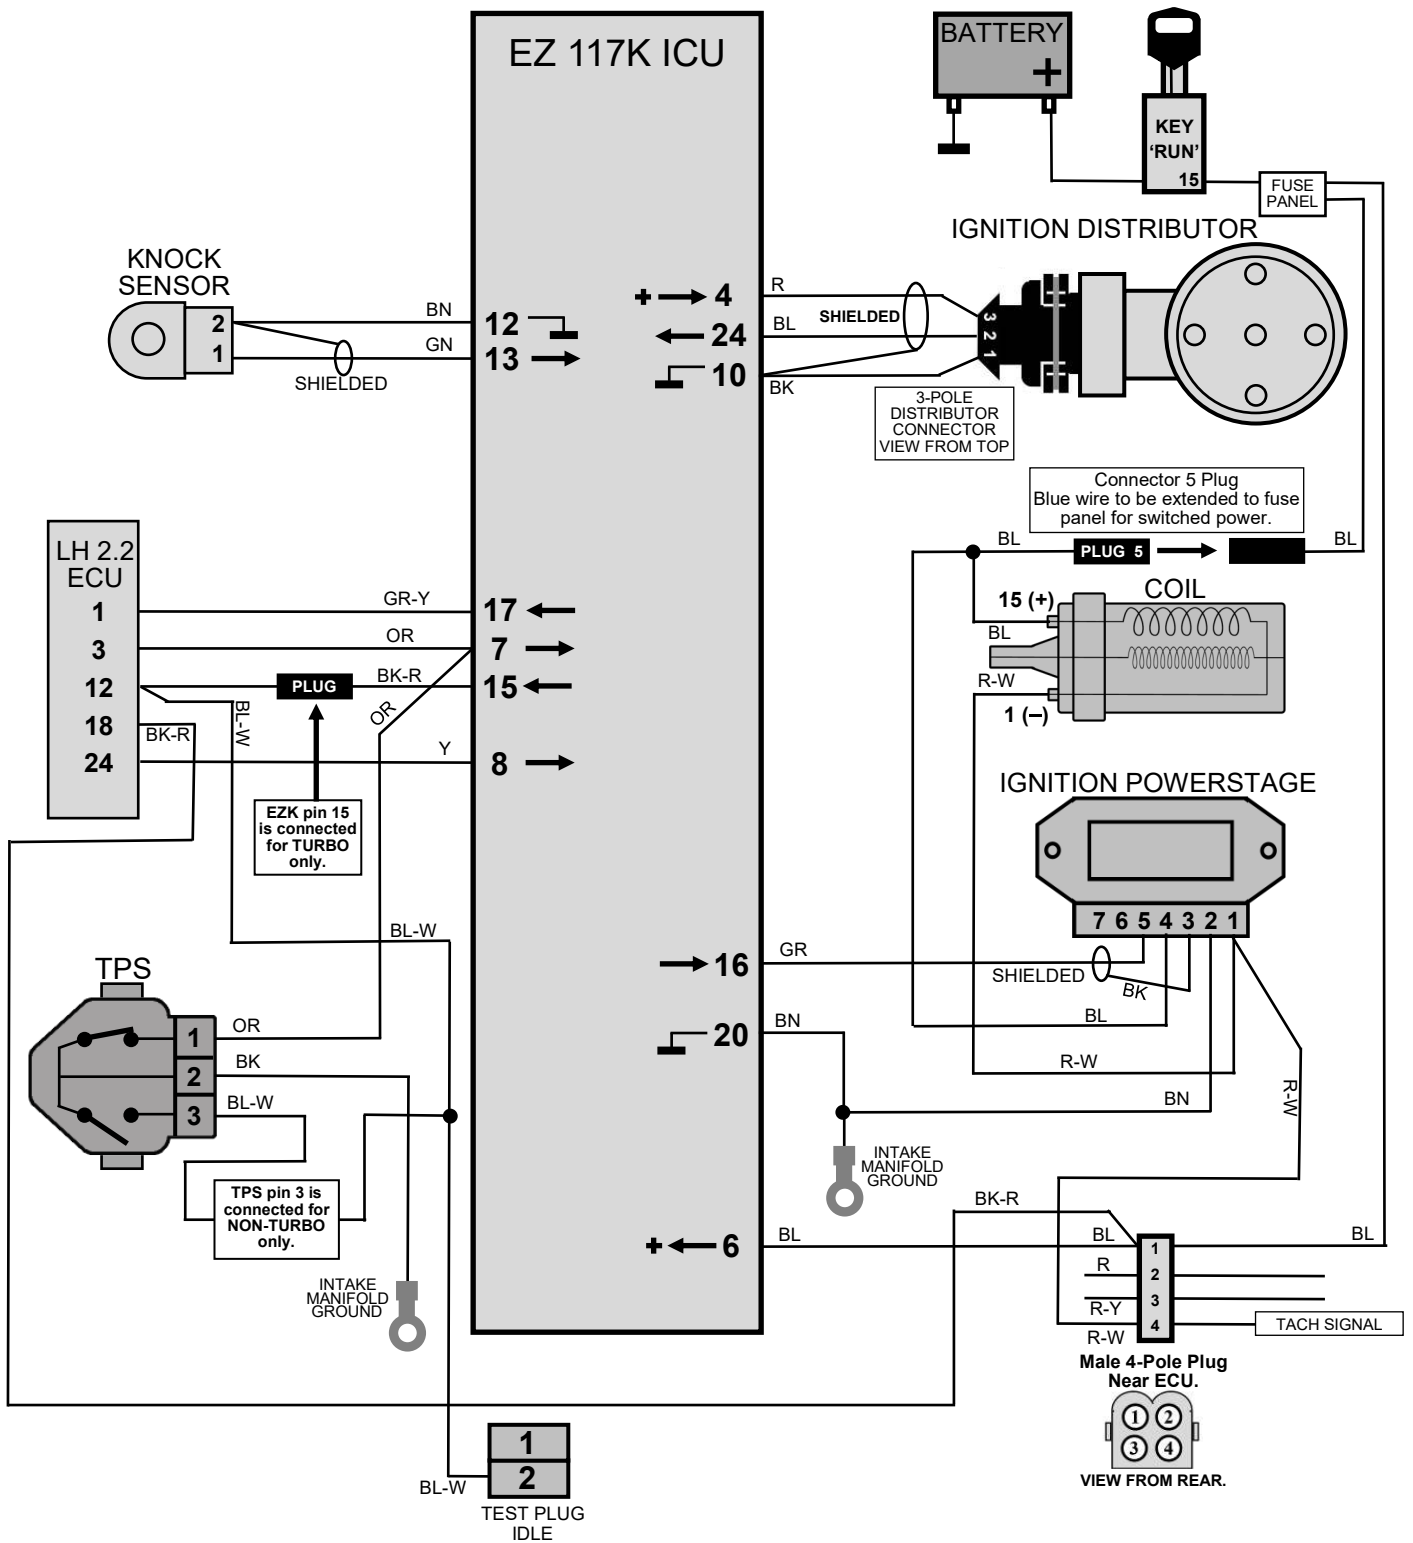 EZ 117K ICU
BATTERY
+
KEY
‘RUN’
15
FUSE
PANEL
IGNITION DISTRIBUTOR
KNOCK
SENSOR
2
1
BN
GN
SHIELDED
12
13
+
4
24
10
R
BL
BK
SHIELDED
3
2
1
3-POLE
DISTRIBUTOR
CONNECTOR
VIEW FROM TOP
Connector 5 Plug
Blue wire to be extended to fuse
panel for switched power.
BL
PLUG 5
BL
COIL
15 (+)
BL
R-W
1 (–)
LH 2.2
ECU
1
3
12
18
24
GR-Y
OR
PLUG
BK-R
OR
BL-W
BK-R
Y
17
7
15
8
EZK pin 15
is connected
for TURBO
only.
IGNITION POWERSTAGE
7 6 5 4 3 2 1
BL-W
16
GR
SHIELDED
BK
BL
20
BN
R-W
R-W
BN
TPS
1
2
3
OR
BK
BL-W
TPS pin 3 is
connected for
NON-TURBO
only.
INTAKE
MANIFOLD
GROUND
INTAKE
MANIFOLD
GROUND
BK-R
+
6
BL
BL
BL
R
R-Y
R-W
1
2
3
4
TACH SIGNAL
Male 4-Pole Plug
Near ECU.
1 2
3 4
VIEW FROM REAR.
BL-W
1
2
TEST PLUG
IDLE